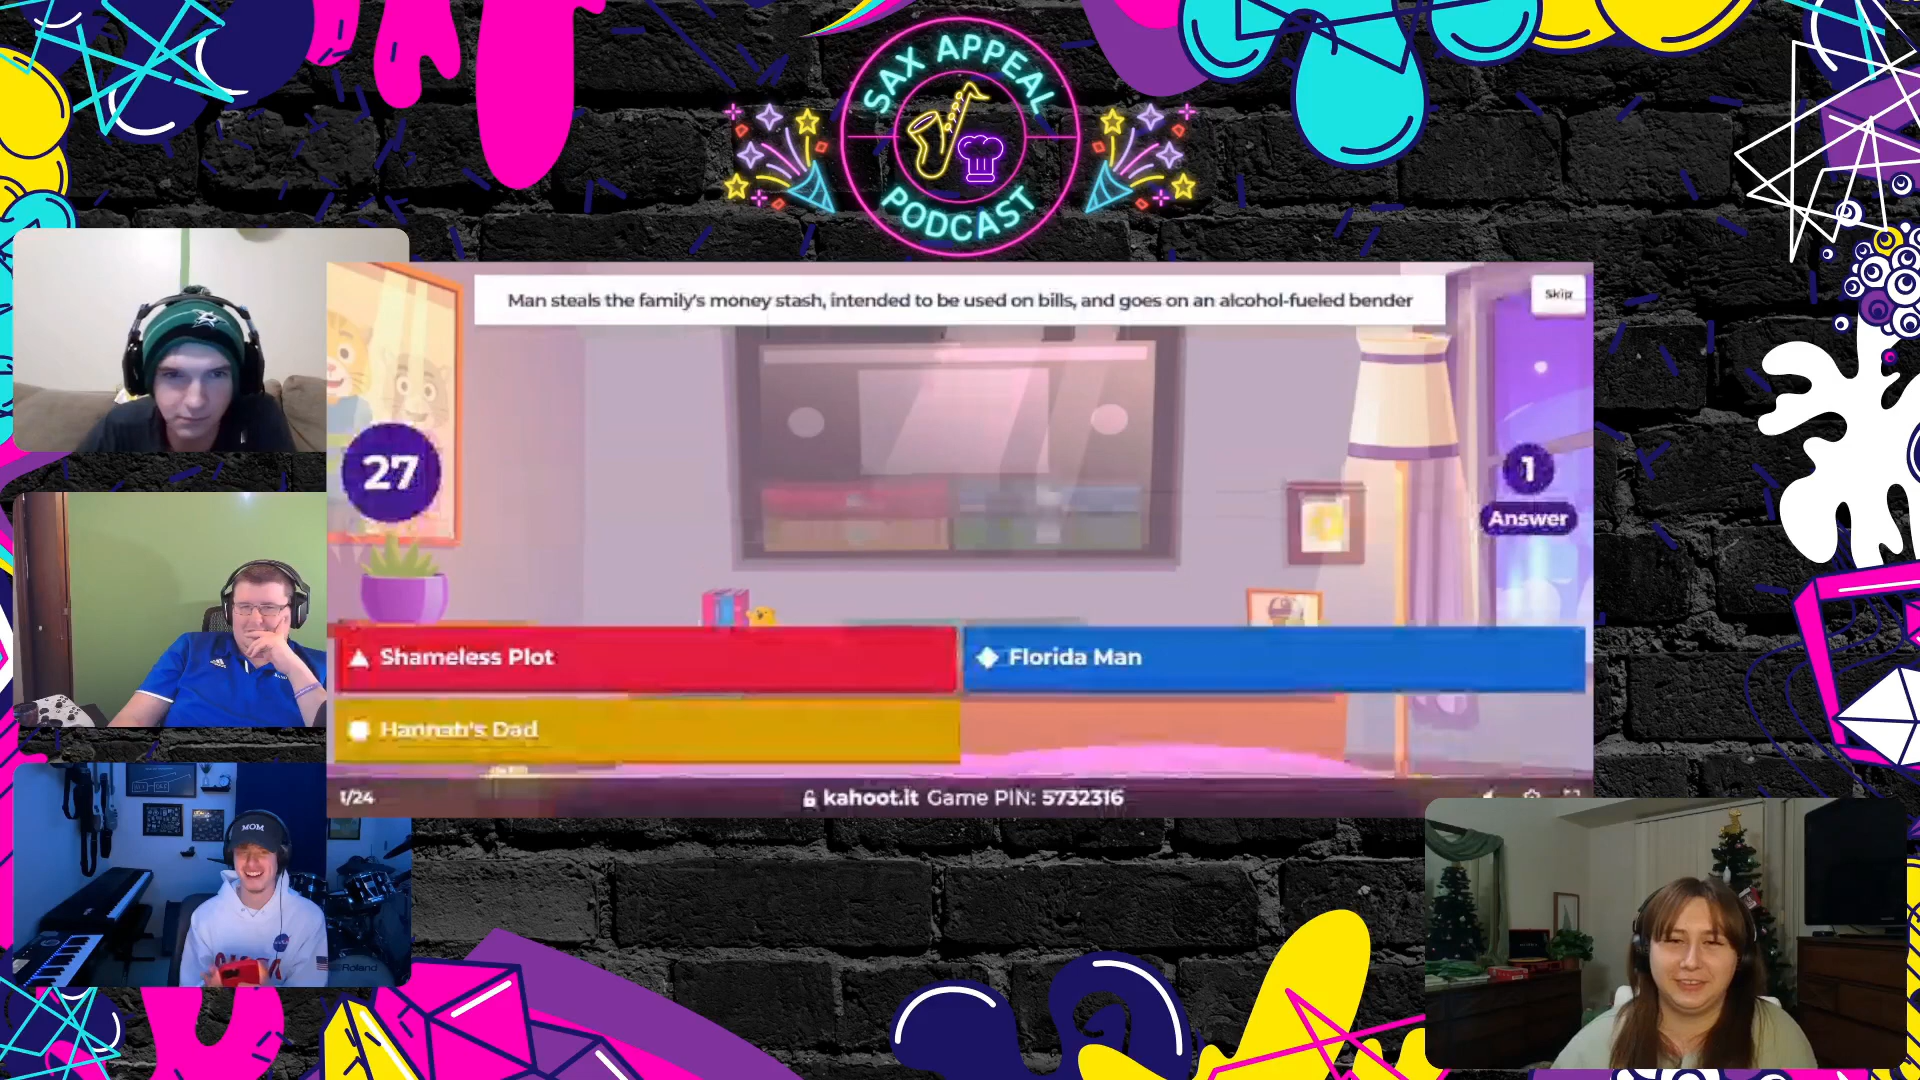 SAX APPEAL
PODCAST
Man steals the family's money stash, intended to be used on bills, and goes on an alcohol-fueled bender
Skip
27
1
Answer
Shameless Plot
Florida Man
Hannah's Dad
1/24
kahoot.it Game PIN: 5732316
MOM
Roland